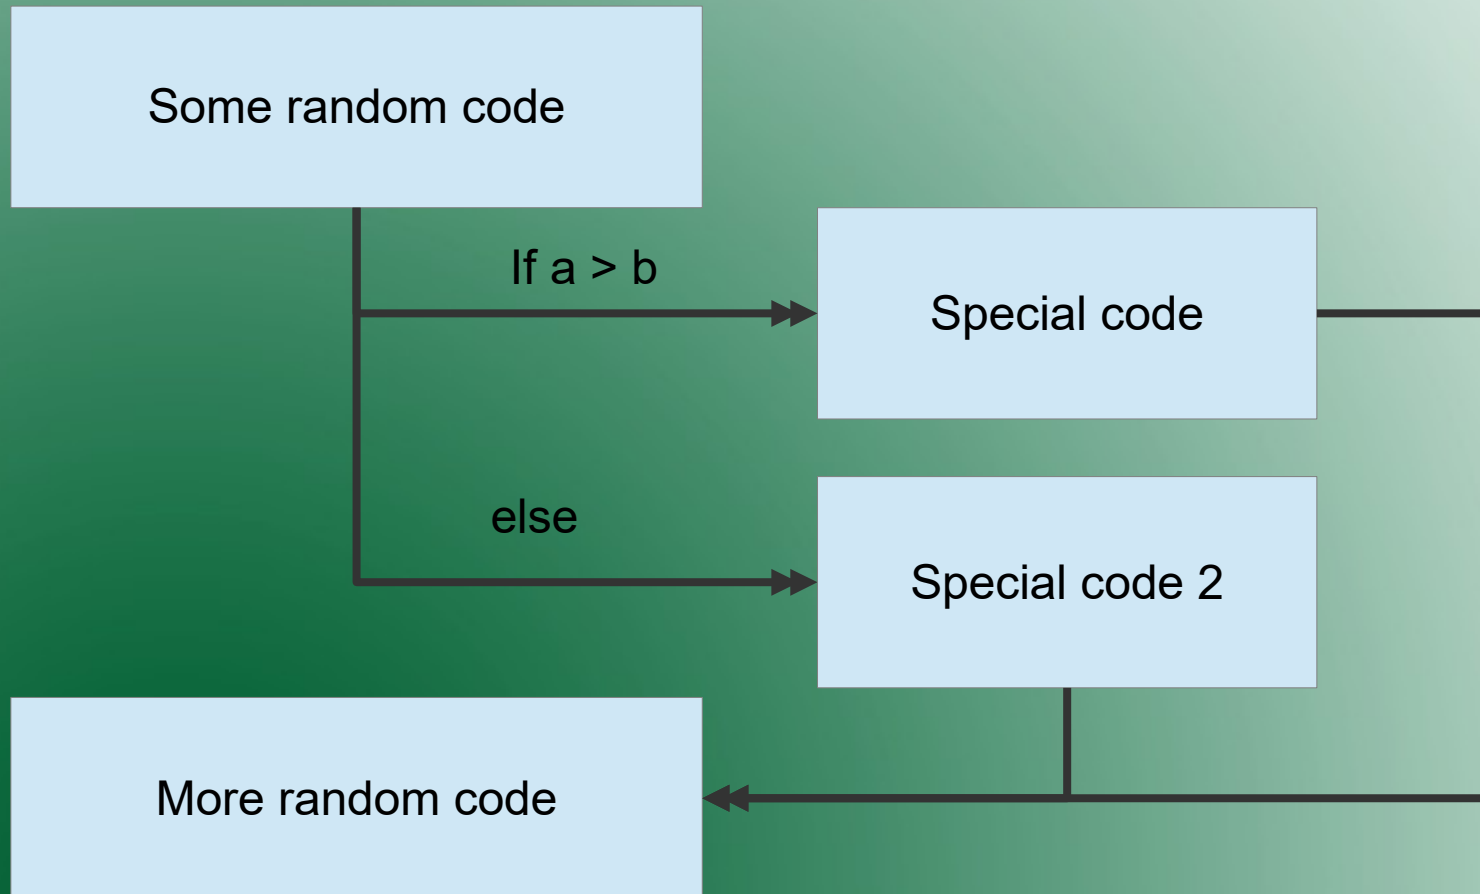 Some random code
If a > b
Special code
else
Special code 2
More random code